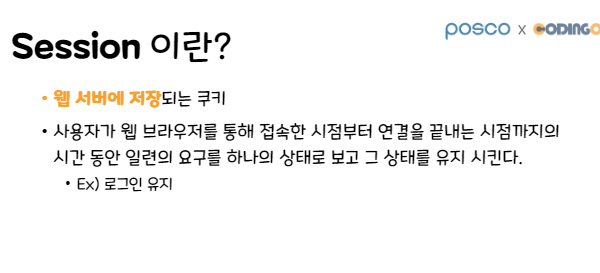 posco x CODINGO
Session 이란?
• 웹 서버에 저장되는 쿠키
• 사용자가 웹 브라우저를 통해 접속한 시점부터 연결을 끝내는 시점까지의
시간 동안 일련의 요구를 하나의 상태로 보고 그 상태를 유지 시킨다.
• Ex) 로그인 유지